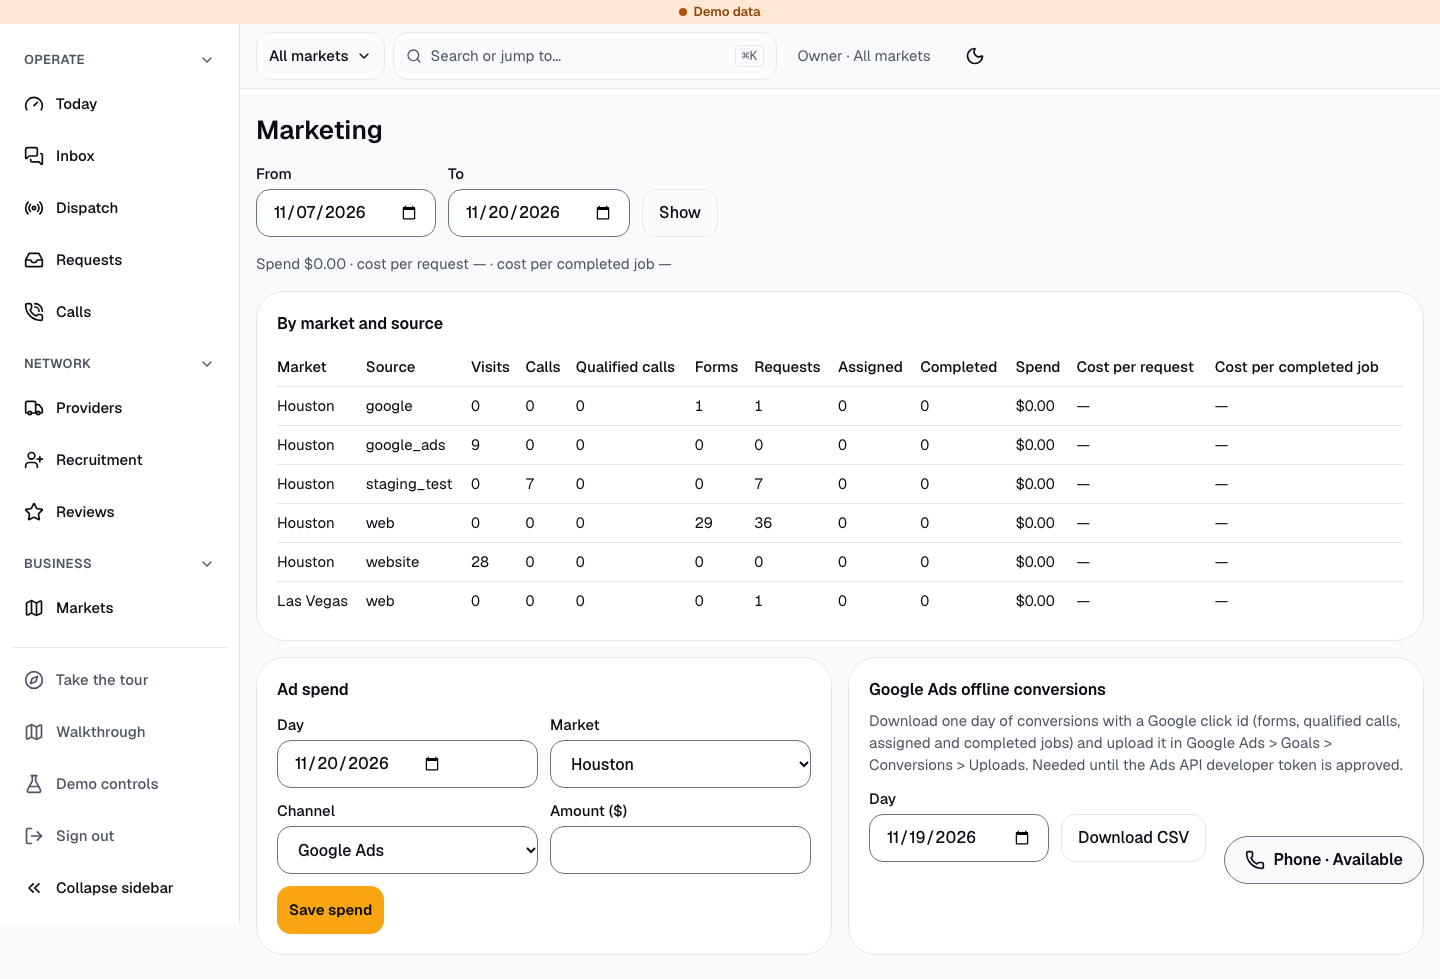 Demo data
OPERATE
Today
Inbox
Dispatch
Requests
Calls
NETWORK
Providers
Recruitment
Reviews
BUSINESS
Markets
Take the tour
Walkthrough
Demo controls
Sign out
Collapse sidebar
All markets
Search or jump to...
⌘K
Owner · All markets
Marketing
From
To
11/07/2026
11/20/2026
Show
Spend $0.00 · cost per request — · cost per completed job —
By market and source
Market Source Visits Calls Qualified calls Forms Requests Assigned Completed Spend Cost per request Cost per completed job
Houston google 0 0 0 1 1 0 0 $0.00 — —
Houston google_ads 9 0 0 0 0 0 0 $0.00 — —
Houston staging_test 0 7 0 0 7 0 0 $0.00 — —
Houston web 0 0 0 29 36 0 0 $0.00 — —
Houston website 28 0 0 0 0 0 0 $0.00 — —
Las Vegas web 0 0 0 0 1 0 0 $0.00 — —
Ad spend
Day
Market
11/20/2026
Houston
Channel
Amount ($)
Google Ads
Save spend
Google Ads offline conversions
Download one day of conversions with a Google click id (forms, qualified calls,
assigned and completed jobs) and upload it in Google Ads > Goals >
Conversions > Uploads. Needed until the Ads API developer token is approved.
Day
11/19/2026
Download CSV
Phone · Available